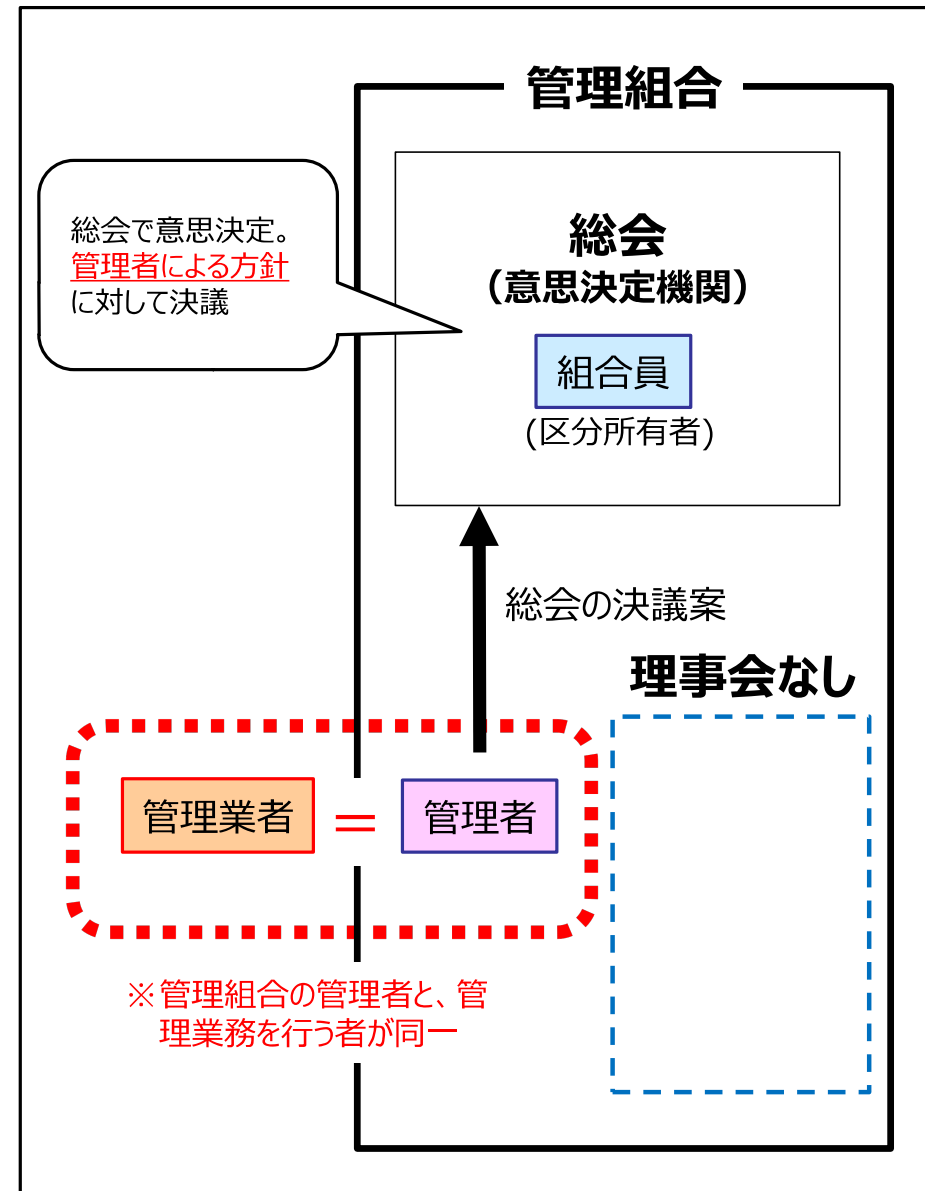 管理組合
総会で意思決定。
管理者による方針
に対して決議
総会
（意思決定機関）
組合員
(区分所有者)
総会の決議案
理事会なし
管理業者
＝
管理者
※管理組合の管理者と、管
理業務を行う者が同一